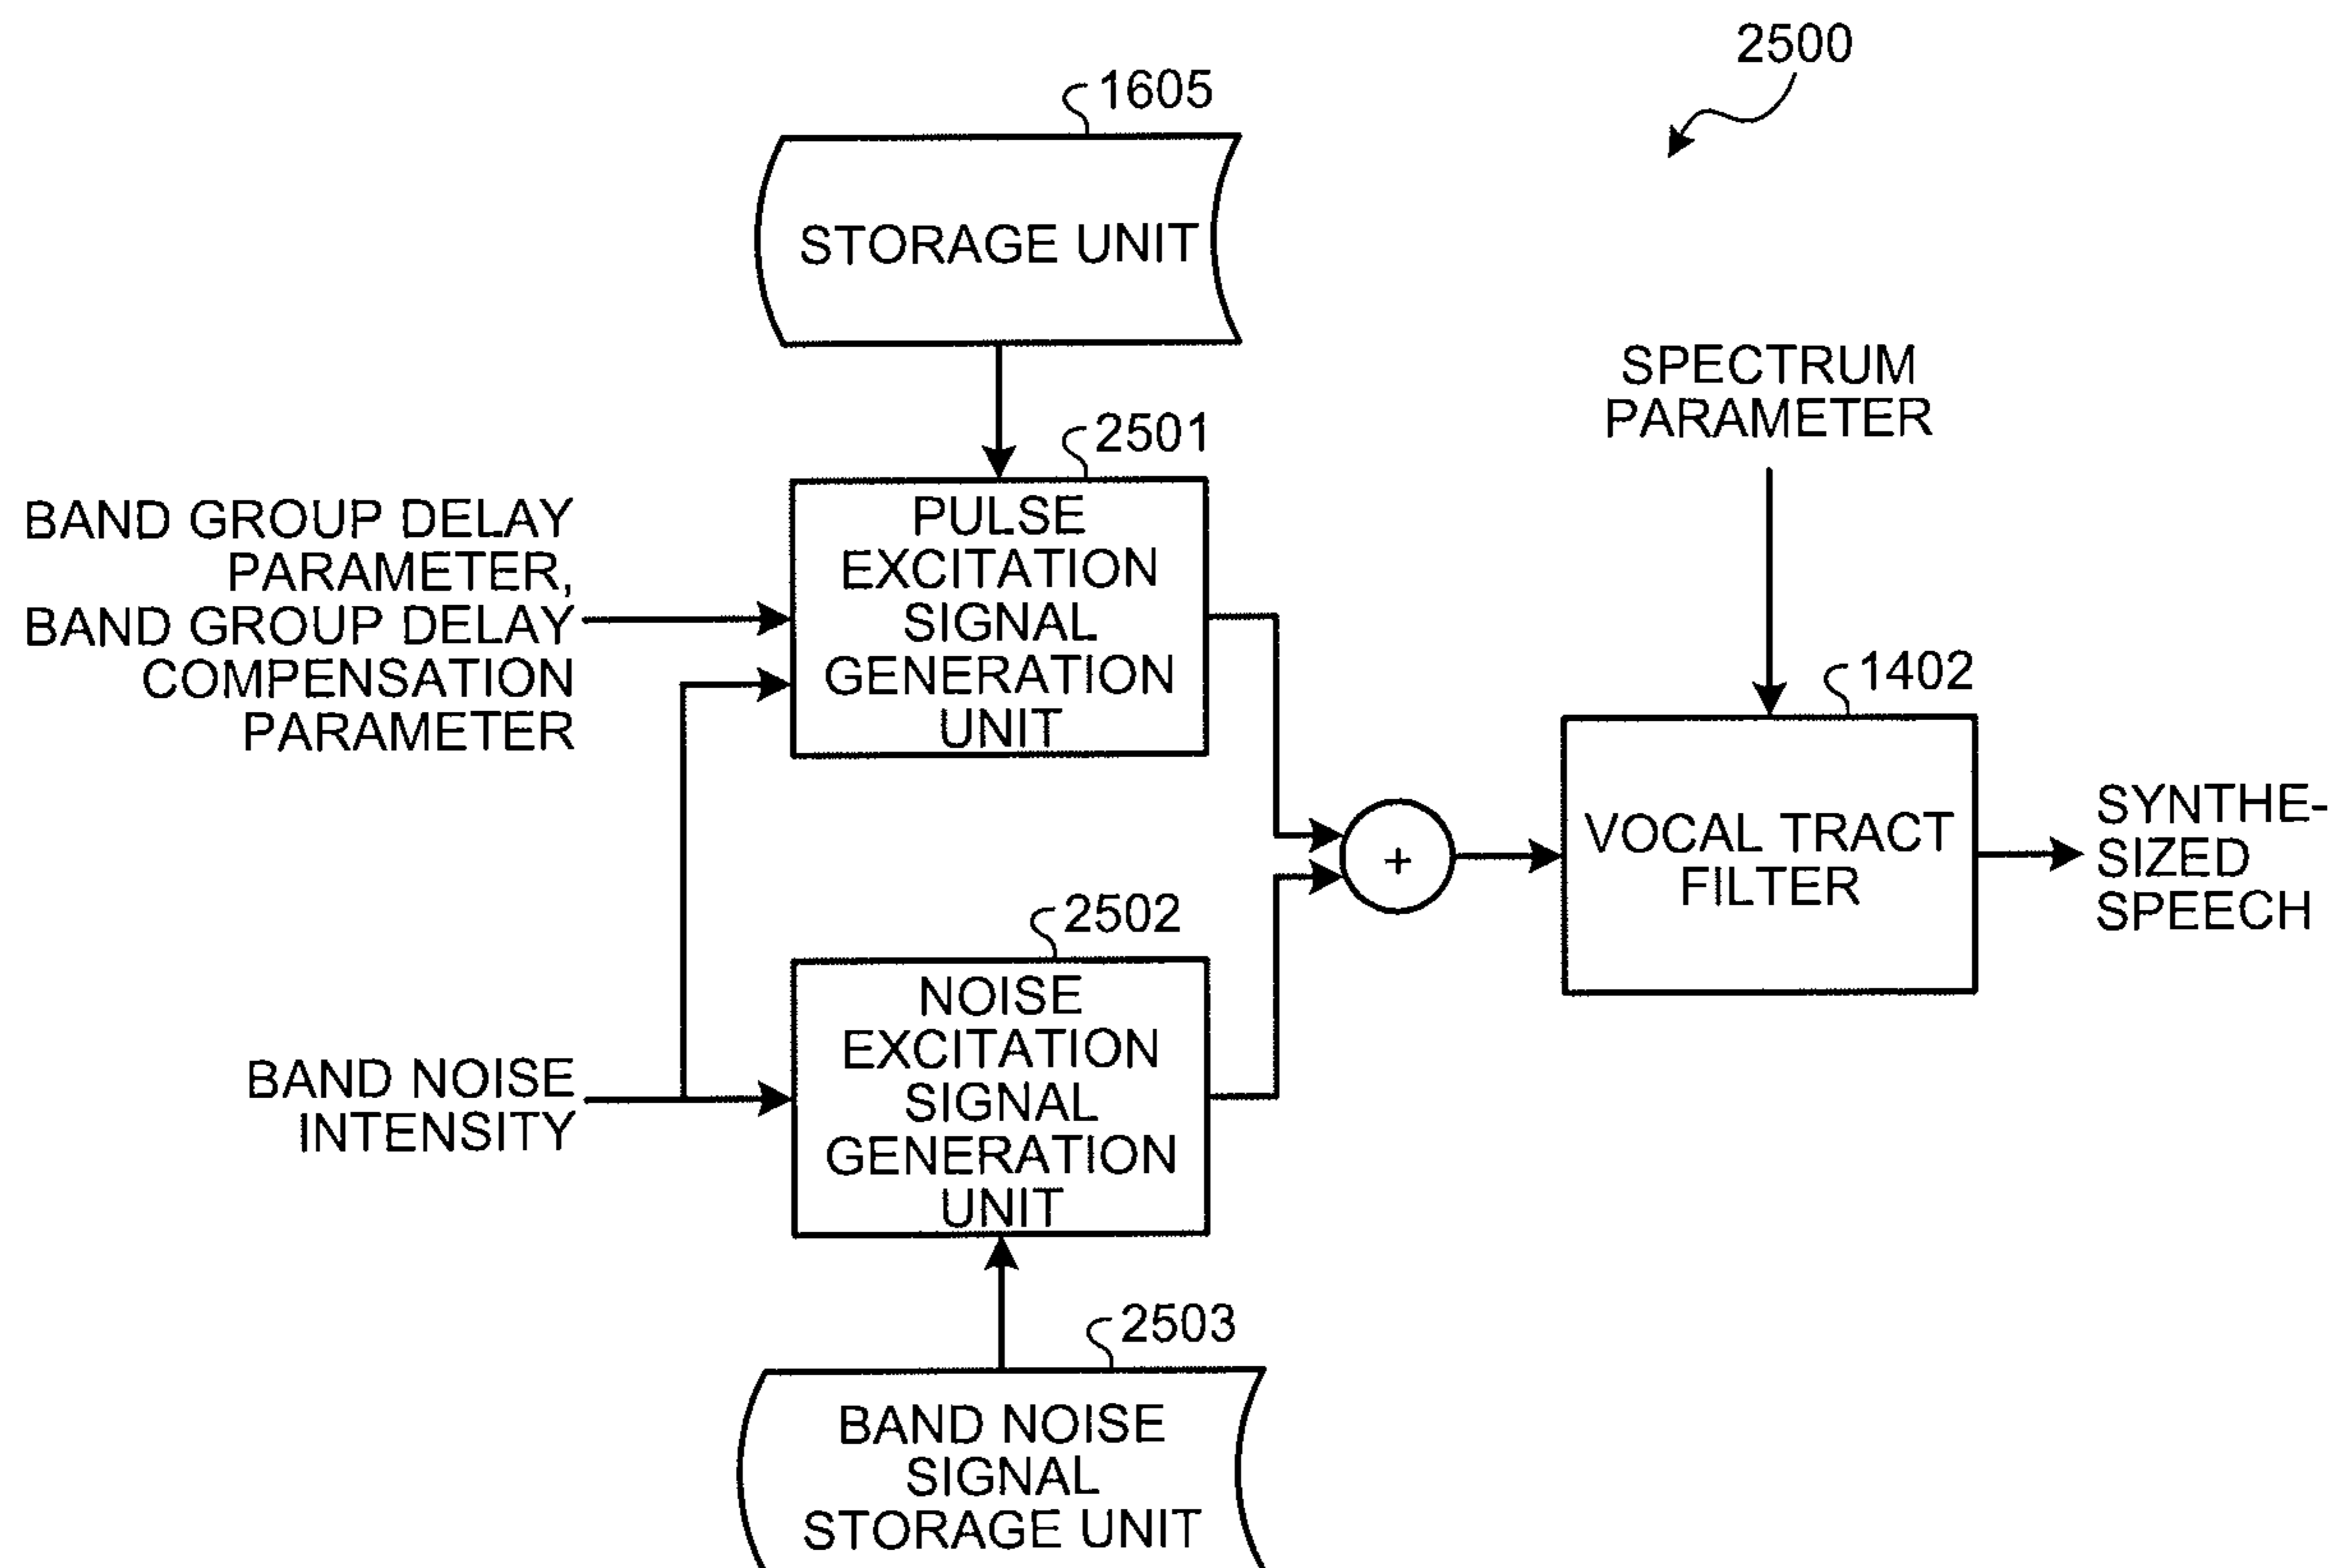 2500
1605
STORAGE UNIT
SPECTRUM
PARAMETER
2501
PULSE
EXCITATION
SIGNAL
GENERATION
UNIT
BAND GROUP DELAY
PARAMETER,
BAND GROUP DELAY
COMPENSATION
PARAMETER
1402
VOCAL TRACT
FILTER
+
SYNTHE-
SIZED
SPEECH
2502
NOISE
EXCITATION
SIGNAL
GENERATION
UNIT
BAND NOISE
INTENSITY
2503
BAND NOISE
SIGNAL
STORAGE UNIT